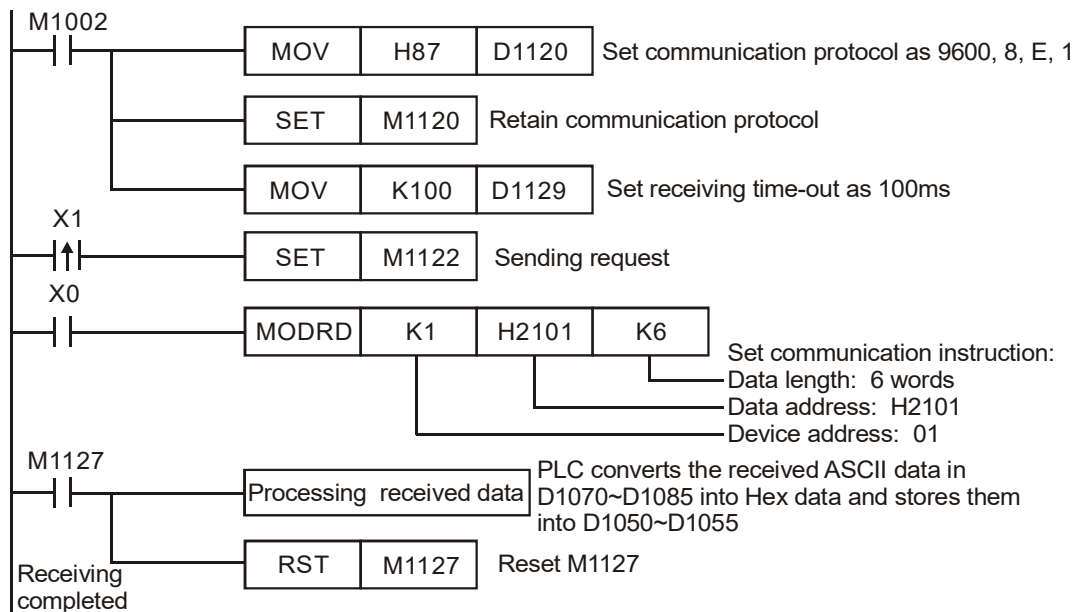 M1002
MOV H87 D1120 Set communication protocol as 9600, 8, E, 1
SET M1120 Retain communication protocol
MOV K100 D1129 Set receiving time-out as 100ms
X1
SET M1122 Sending request
X0
MODRD K1 H2101 K6
Set communication instruction:
Data length: 6 words
Data address: H2101
Device address: 01
M1127
Processing received data
PLC converts the received ASCII data in
D1070~D1085 into Hex data and stores them
into D1050~D1055
RST M1127 Reset M1127
Receiving
completed